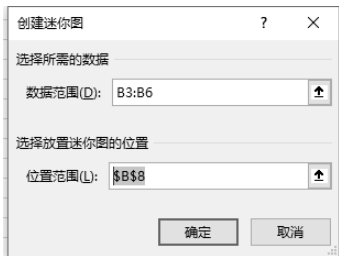 创建迷你图 ? ×
选择所需的数据
数据范围(D): B3:B6
选择放置迷你图的位置
位置范围(L): $B$8
确定 取消